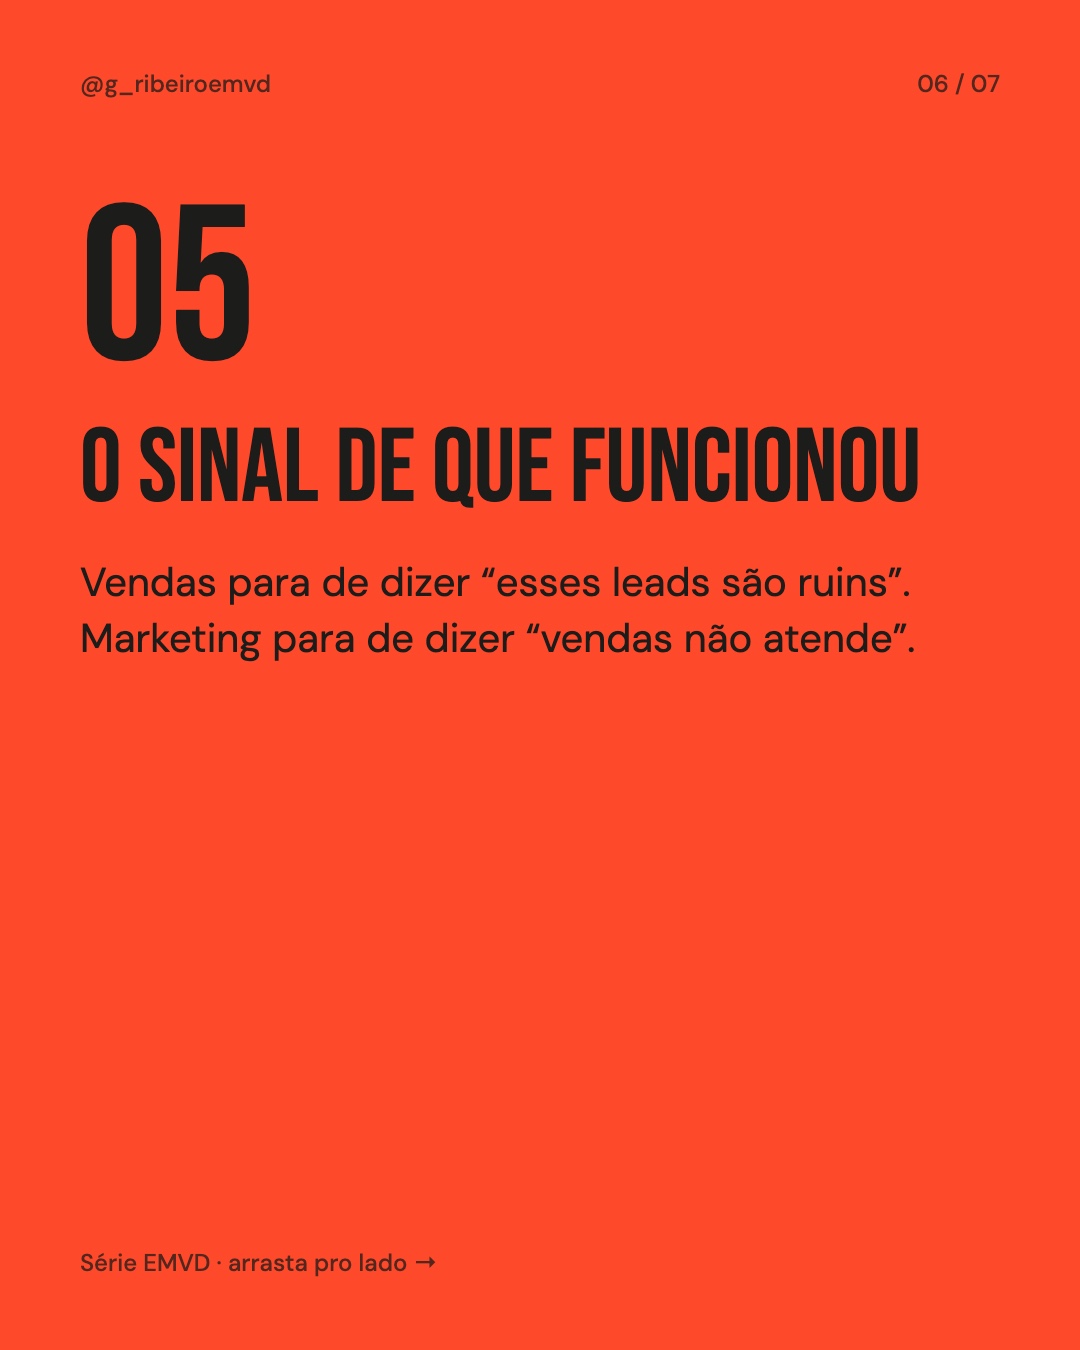 @g_ribeiroemvd
06 / 07
05
O SINAL DE QUE FUNCIONOU
Vendas para de dizer “esses leads são ruins”.
Marketing para de dizer “vendas não atende”.
Série EMVD · arrasta pro lado →